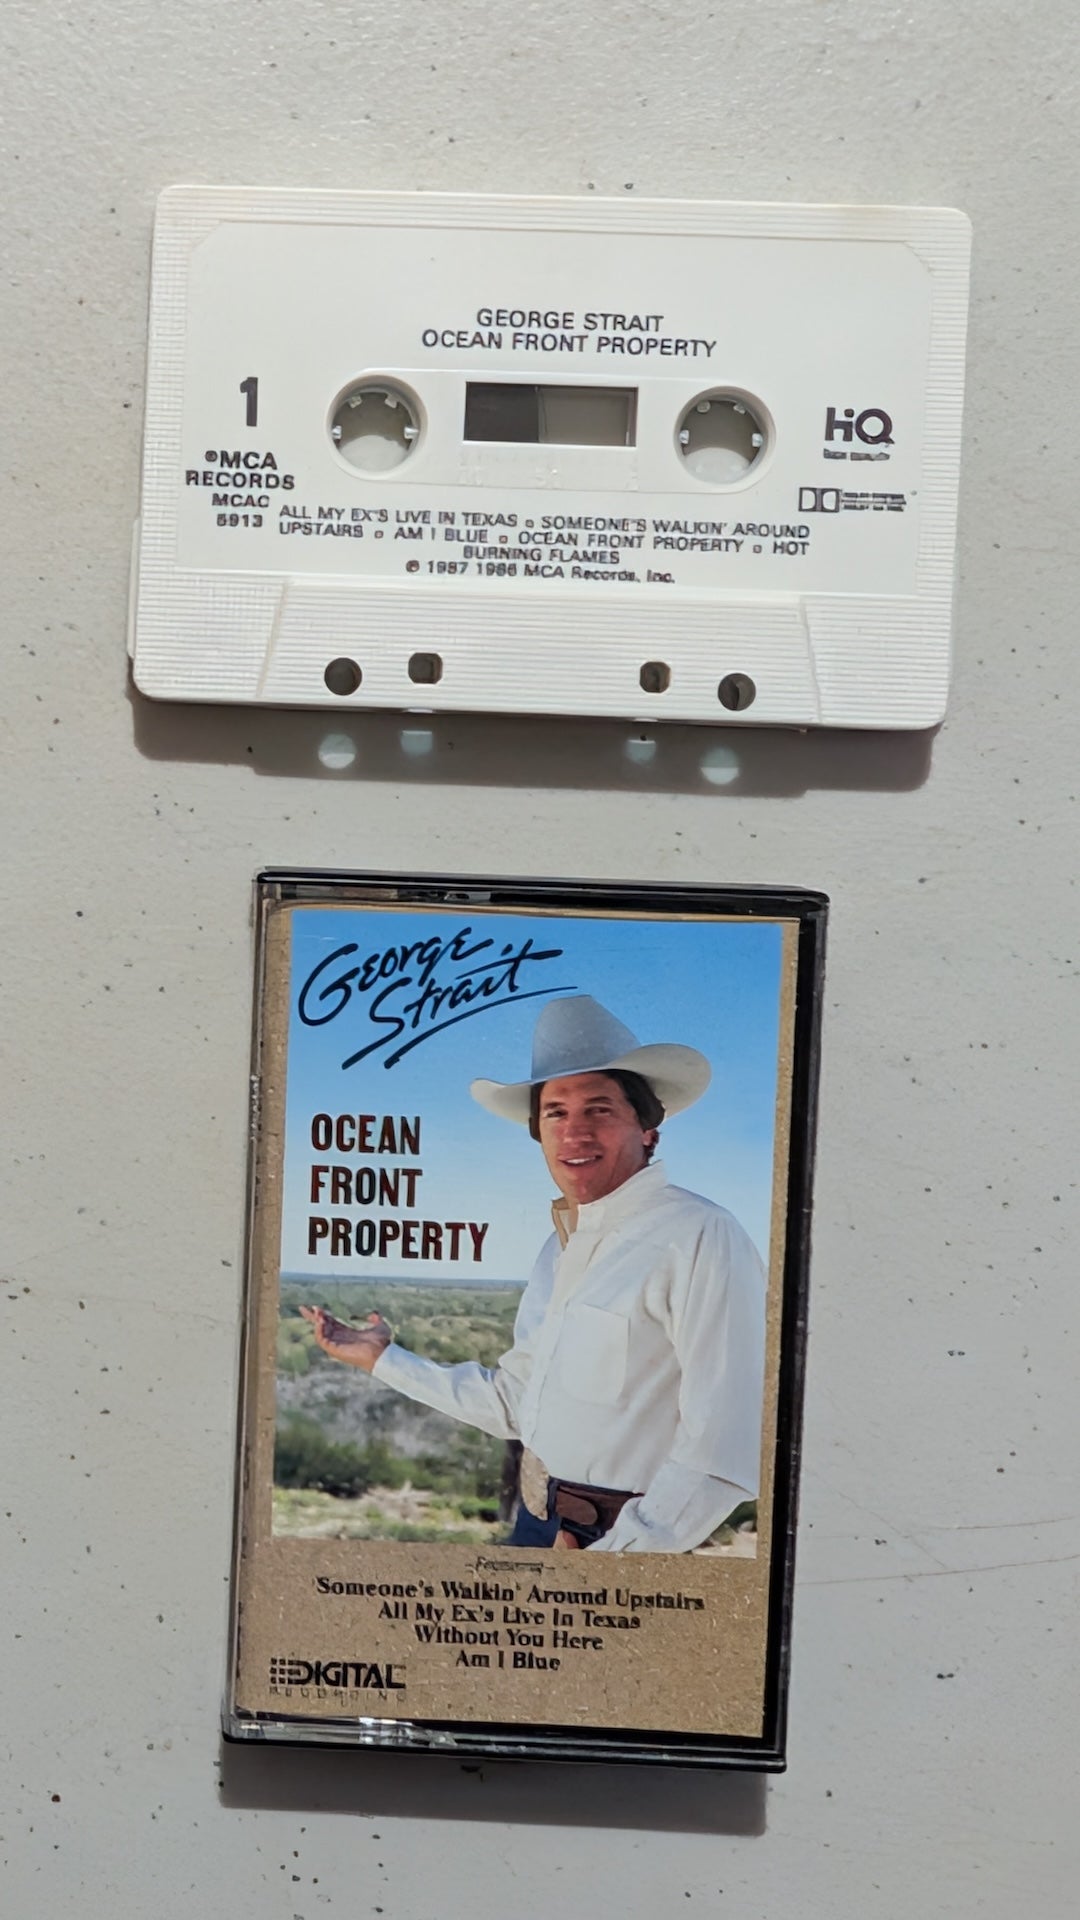 GEORGE STRAIT
OCEAN FRONT PROPERTY
1
HiQ
®MCA
RECORDS
MCAC
5913
ALL MY EX'S LIVE IN TEXAS □ SOMEONE'S WALKIN' AROUND
UPSTAIRS □ AM I BLUE □ OCEAN FRONT PROPERTY □ HOT
BURNING FLAMES
℗ 1987 1986 MCA Records, Inc.
George
Strait
OCEAN
FRONT
PROPERTY
Someone's Walkin' Around Upstairs
All My Ex's Live In Texas
Without You Here
Am I Blue
DIGITAL
RECORDING